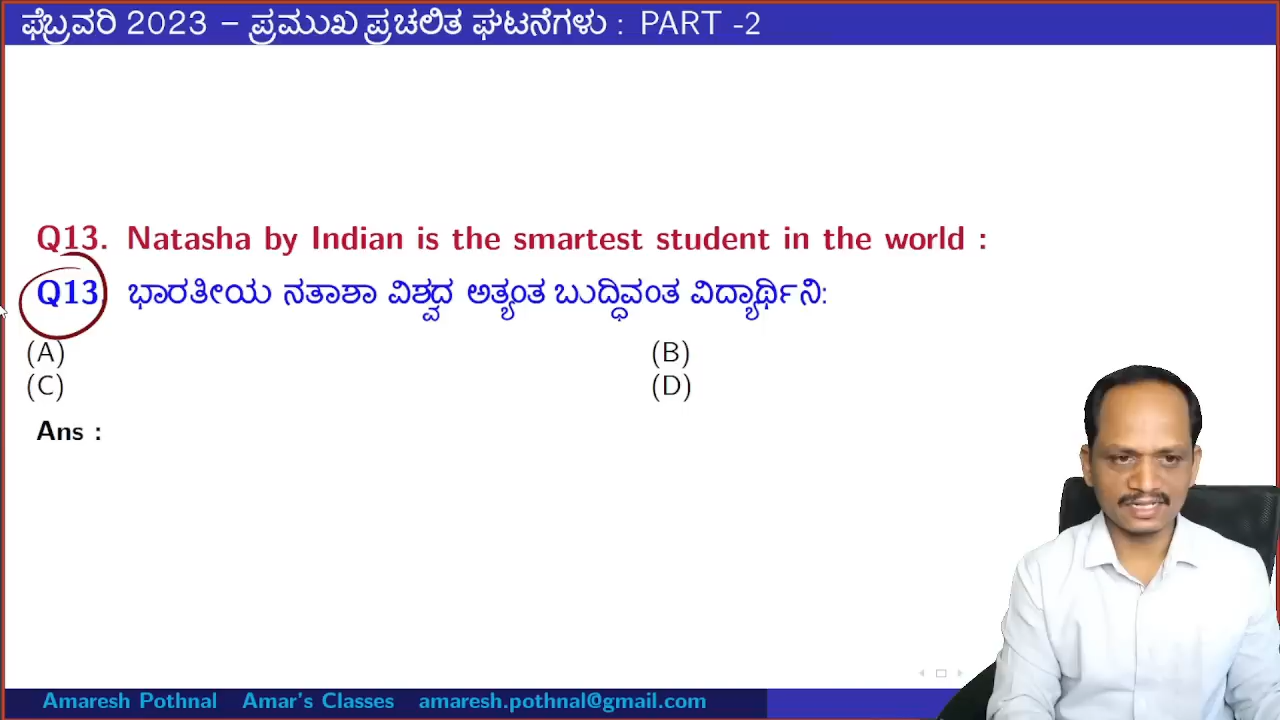 ಫೆಬ್ರವರಿ 2023 – ಪ್ರಮುಖ ಪ್ರಚಲಿತ ಘಟನೆಗಳು : PART -2
Q13. Natasha by Indian is the smartest student in the world :
Q13. ಭಾರತೀಯ ನತಾಶಾ ವಿಶ್ವದ ಅತ್ಯಂತ ಬುದ್ಧಿವಂತ ವಿದ್ಯಾರ್ಥಿನಿ:
(A) (B)
(C) (D)
Ans :
Amaresh Pothnal Amar's Classes amaresh.pothnal@gmail.com